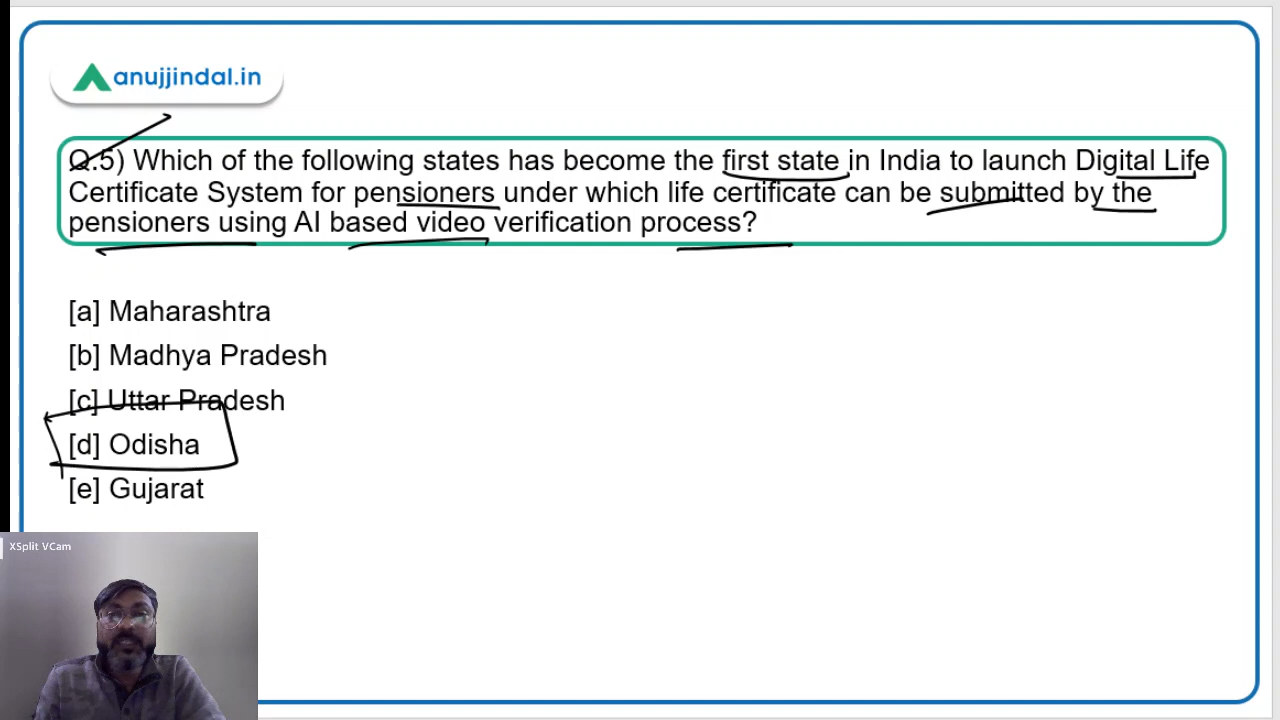 anujjindal.in
Q.5) Which of the following states has become the first state in India to launch Digital Life
Certificate System for pensioners under which life certificate can be submitted by the
pensioners using AI based video verification process?
[a] Maharashtra
[b] Madhya Pradesh
[c] Uttar Pradesh
[d] Odisha
[e] Gujarat
XSplit VCam